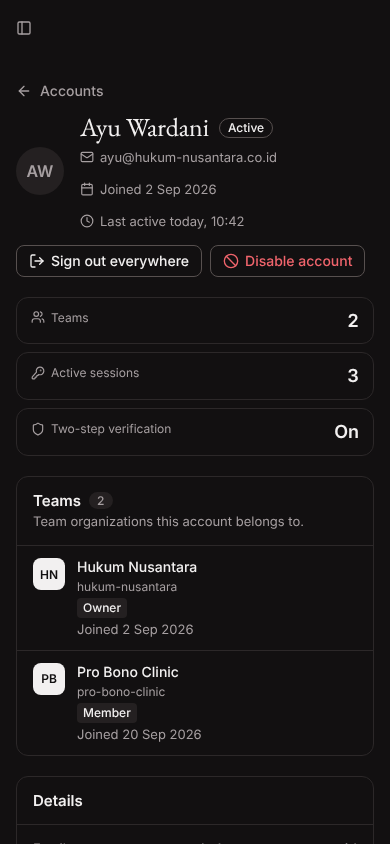 Accounts
AW
Ayu Wardani Active
ayu@hukum-nusantara.co.id
Joined 2 Sep 2026
Last active today, 10:42
Sign out everywhere Disable account
Teams 2
Active sessions 3
Two-step verification On
Teams 2
Team organizations this account belongs to.
HN Hukum Nusantara
hukum-nusantara
Owner
Joined 2 Sep 2026
PB Pro Bono Clinic
pro-bono-clinic
Member
Joined 20 Sep 2026
Details